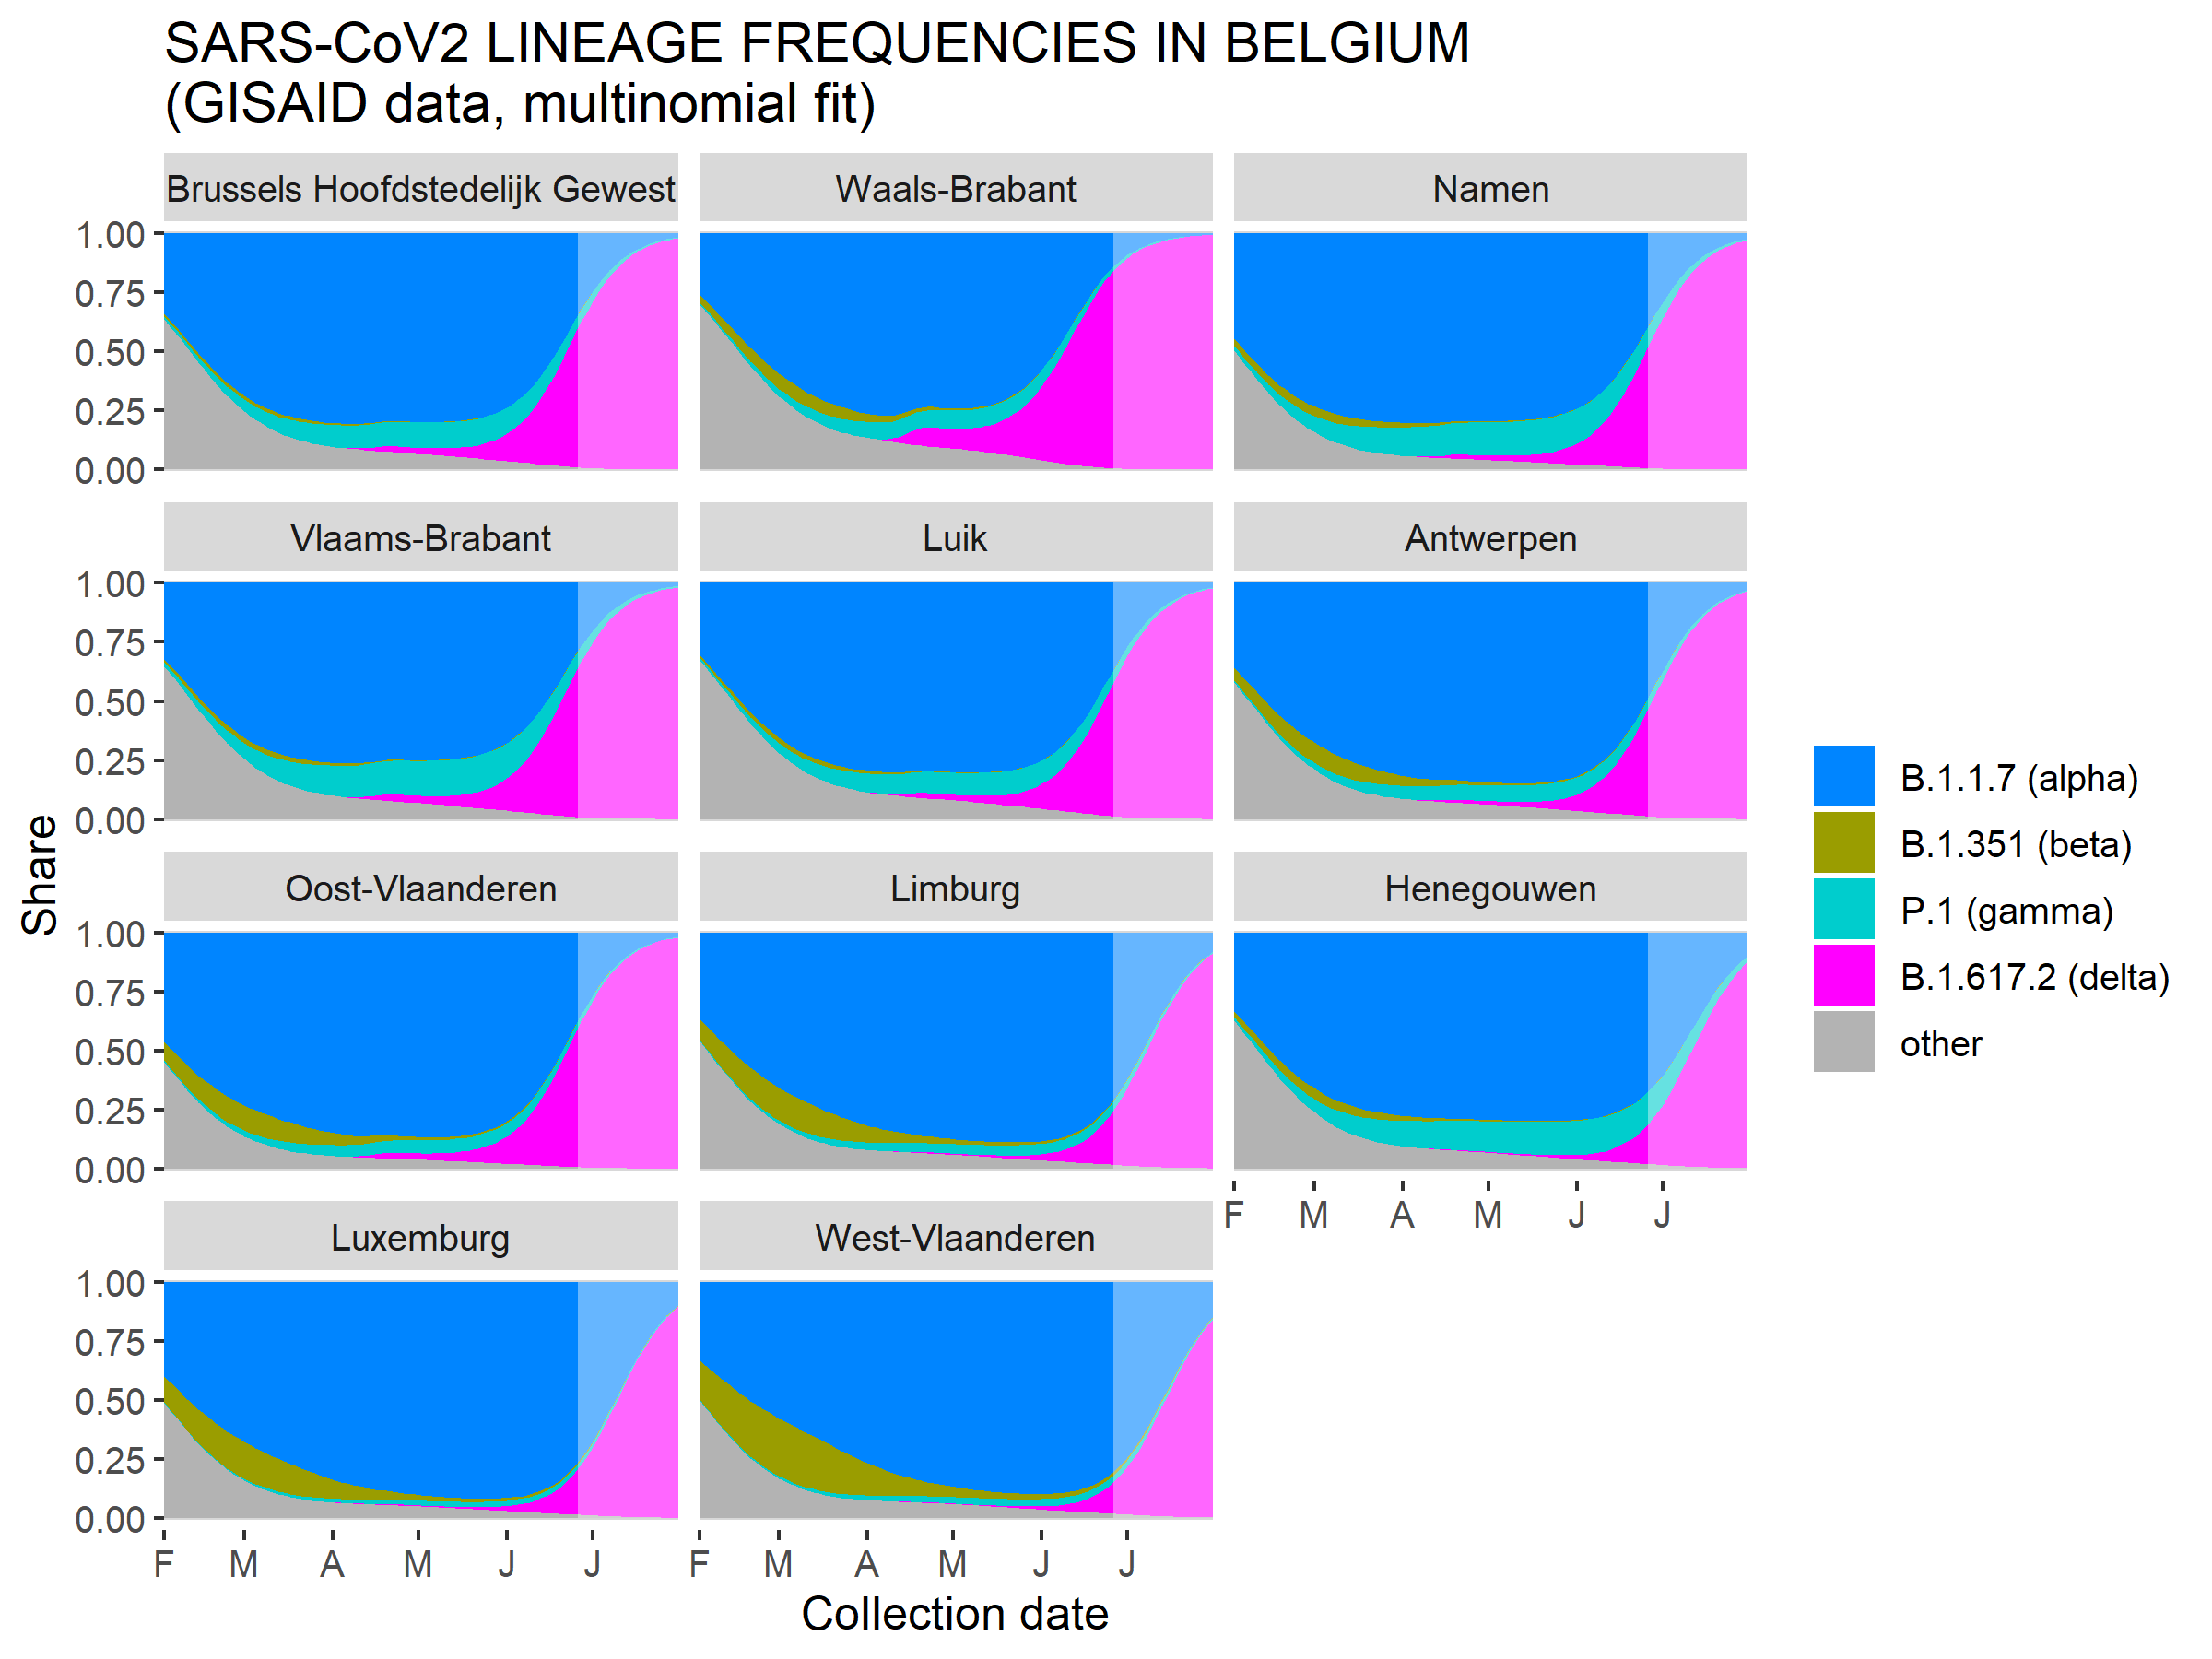 SARS-CoV2 LINEAGE FREQUENCIES IN BELGIUM
(GISAID data, multinomial fit)
Brussels Hoofdstedelijk Gewest
Waals-Brabant
Namen
1.00
0.75
0.50
0.25
0.00
Vlaams-Brabant
Luik
Antwerpen
1.00
0.75
0.50
0.25
0.00
Oost-Vlaanderen
Limburg
Henegouwen
1.00
0.75
0.50
0.25
0.00
F M A M J J
Luxemburg
West-Vlaanderen
1.00
0.75
0.50
0.25
0.00
F M A M J J
F M A M J J
Share
Collection date
B.1.1.7 (alpha)
B.1.351 (beta)
P.1 (gamma)
B.1.617.2 (delta)
other